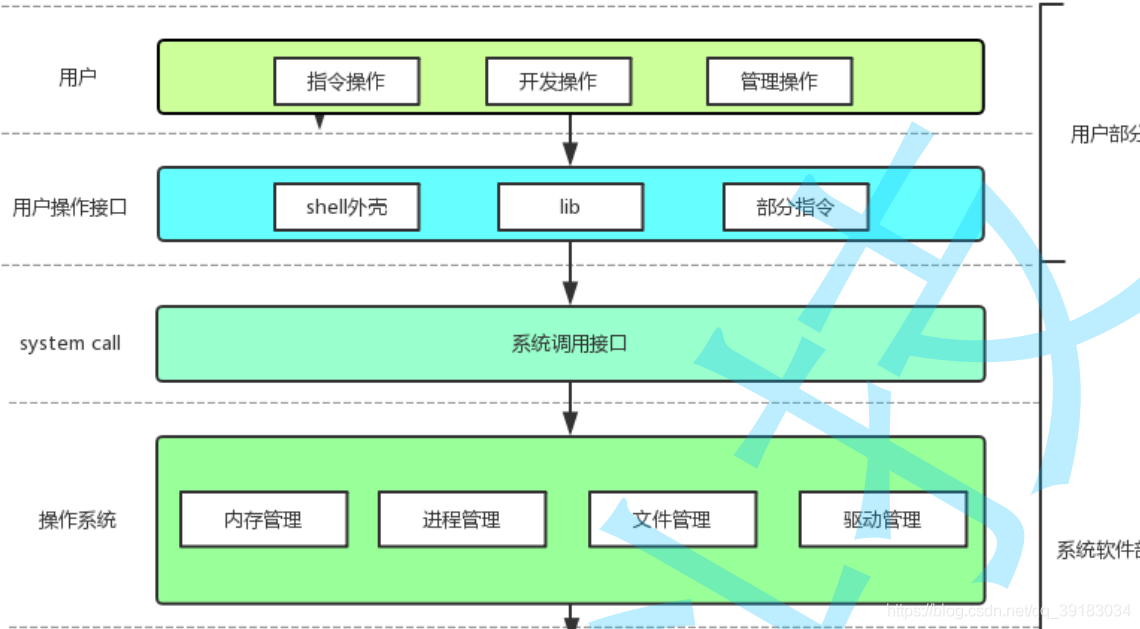 用户
指令操作
开发操作
管理操作
用户部分
用户操作接口
shell外壳
lib
部分指令
system call
系统调用接口
操作系统
内存管理
进程管理
文件管理
驱动管理
系统软件部
https://blog.csdn.net/qq_39183034